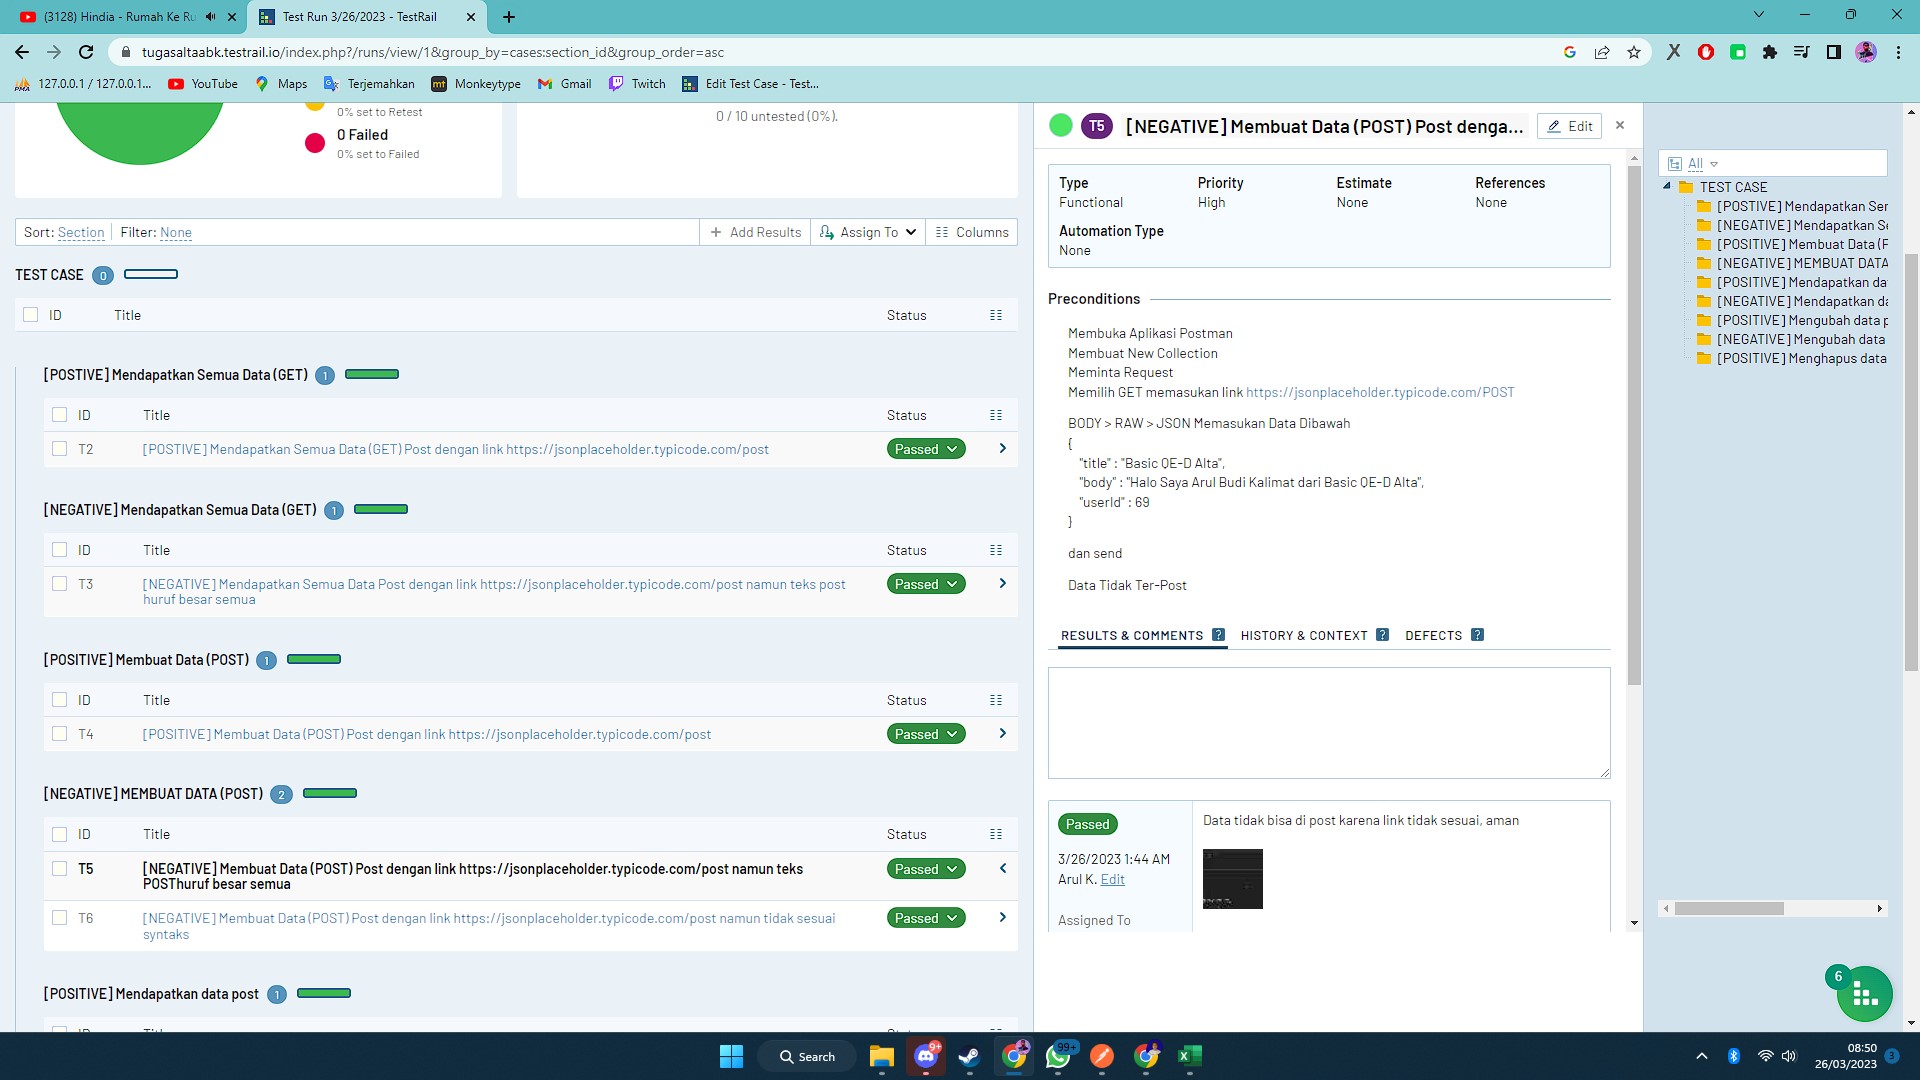 (3128) Hindia - Rumah Ke Ru
Test Run 3/26/2023 - TestRail
tugasaltaabk.testrail.io/index.php?/runs/view/1&group_by=cases:section_id&group_order=asc
127.0.0.1 / 127.0.0.1...
YouTube
Maps
Terjemahkan
Monkeytype
Gmail
Twitch
Edit Test Case - Test...
0% set to Retest
0 Failed
0% set to Failed
0 / 10 untested (0%).
Sort: Section
Filter: None
Add Results
Assign To
Columns
TEST CASE 0
ID Title Status
[POSTIVE] Mendapatkan Semua Data (GET) 1
ID Title Status
T2 [POSTIVE] Mendapatkan Semua Data (GET) Post dengan link https://jsonplaceholder.typicode.com/post Passed
[NEGATIVE] Mendapatkan Semua Data (GET) 1
ID Title Status
T3 [NEGATIVE] Mendapatkan Semua Data Post dengan link https://jsonplaceholder.typicode.com/post namun teks post Passed
huruf besar semua
[POSITIVE] Membuat Data (POST) 1
ID Title Status
T4 [POSITIVE] Membuat Data (POST) Post dengan link https://jsonplaceholder.typicode.com/post Passed
[NEGATIVE] MEMBUAT DATA (POST) 2
ID Title Status
T5 [NEGATIVE] Membuat Data (POST) Post dengan link https://jsonplaceholder.typicode.com/post namun teks Passed
POSThuruf besar semua
T6 [NEGATIVE] Membuat Data (POST) Post dengan link https://jsonplaceholder.typicode.com/post namun tidak sesuai Passed
syntaks
[POSITIVE] Mendapatkan data post 1
ID Title Status
T5 [NEGATIVE] Membuat Data (POST) Post denga... Edit
Type Priority Estimate References
Functional High None None
Automation Type
None
Preconditions
Membuka Aplikasi Postman
Membuat New Collection
Meminta Request
Memilih GET memasukan link https://jsonplaceholder.typicode.com/POST
BODY > RAW > JSON Memasukan Data Dibawah
{
"title" : "Basic QE-D Alta",
"body" : "Halo Saya Arul Budi Kalimat dari Basic QE-D Alta",
"userId" : 69
}
dan send
Data Tidak Ter-Post
RESULTS & COMMENTS ? HISTORY & CONTEXT ? DEFECTS ?
Passed
Data tidak bisa di post karena link tidak sesuai, aman
3/26/2023 1:44 AM
Arul K. Edit
Assigned To
All
TEST CASE
[POSTIVE] Mendapatkan Ser
[NEGATIVE] Mendapatkan Se
[POSITIVE] Membuat Data (P
[NEGATIVE] MEMBUAT DATA
[POSITIVE] Mendapatkan da
[NEGATIVE] Mendapatkan da
[POSITIVE] Mengubah data p
[NEGATIVE] Mengubah data
[POSITIVE] Menghapus data
6
Search
9+
99+
08:50
26/03/2023
3